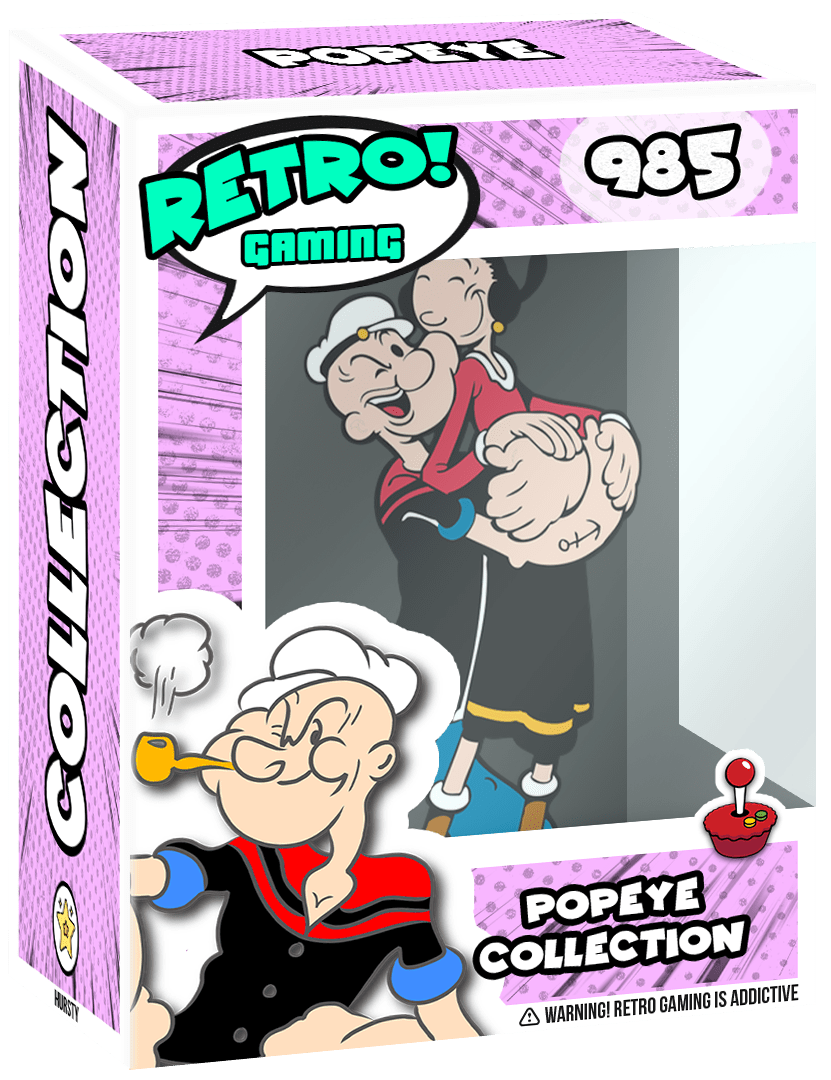 POPEYE
RETRO!
GAMING
985
COLLECTION
POPEYE
COLLECTION
WARNING! RETRO GAMING IS ADDICTIVE
HURSTY